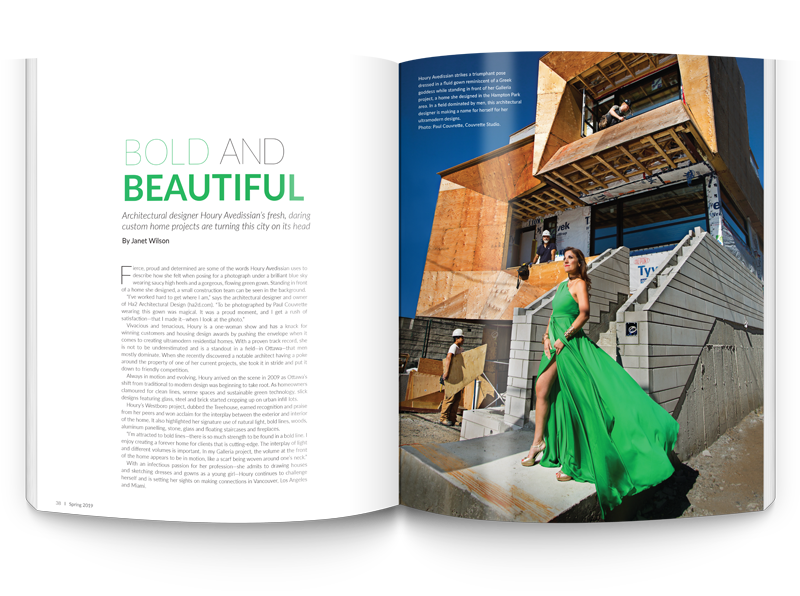 BOLD AND
BEAUTIFUL
Architectural designer Houry Avedissian's fresh, daring
custom home projects are turning this city on its head
By Janet Wilson
Fierce, proud and determined are some of the words Houry Avedissian uses to
describe how she felt when posing for a photograph under a brilliant blue sky
wearing saucy high heels and a gorgeous, flowing green gown. Standing in front
of a home she designed, a small construction team can be seen in the background.
"I've worked hard to get where I am," says the architectural designer and owner
of Ha2 Architectural Design (ha2d.com). "To be photographed by Paul Couvrette
wearing this gown was magical. It was a proud moment, and I get a rush of
satisfaction—that I made it—when I look at the photo."
Vivacious and tenacious, Houry is a one-woman show and has a knack for
winning customers and housing design awards by pushing the envelope when it
comes to creating ultramodern residential homes. With a proven track record, she
is not to be underestimated and is a standout in a field—in Ottawa—that
mostly dominate. When she recently discovered a notable architect having a poke
around the property of one of her current projects, she took it in stride and put it
down to friendly competition.
Always in motion and evolving, Houry arrived on the scene in 2009 as Ottawa's
shift from traditional to modern design was beginning to take root. As homeowners
clamoured for clean lines, serene spaces and sustainable green technology, slick
designs featuring glass, steel and brick started cropping up on urban infill lots.
Houry's Westboro project, dubbed the Treehouse, earned recognition and praise
from her peers and won acclaim for the interplay between the exterior and interior
of the home. It also highlighted her signature use of natural light, bold lines, woods,
aluminum panelling, stone, glass and floating staircases and fireplaces.
"I'm attracted to bold lines—there is so much strength to be found in a bold line. I
enjoy creating a forever home for clients that is cutting-edge. The interplay of light
and different volumes is important. In my Galleria project, the volume at the front
of the home appears to be in motion, like a scarf being woven around one's neck."
With an infectious passion for her profession—she admits to drawing houses
and sketching dresses and gowns as a young girl—Houry continues to challenge
herself and is setting her sights on making connections in Vancouver, Los Angeles
and Miami.
Spring 2019
Houry Avedissian strikes a triumphant pose
dressed in a fluid gown reminiscent of a Greek
goddess while standing in front of her Galleria
project, a home she designed in the Hampton Park
area. In a field dominated by men, this architectural
designer is making a name for herself for her
ultramodern designs.
Photo: Paul Couvrette, Couvrette Studio.